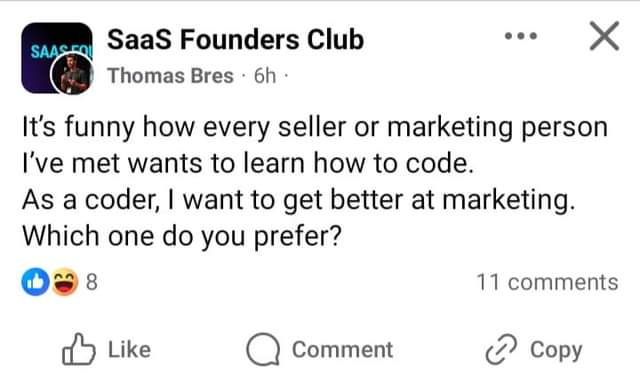 SAAS FOU
SaaS Founders Club
Thomas Bres · 6h ·
It's funny how every seller or marketing person
I've met wants to learn how to code.
As a coder, I want to get better at marketing.
Which one do you prefer?
8
11 comments
Like
Comment
Copy